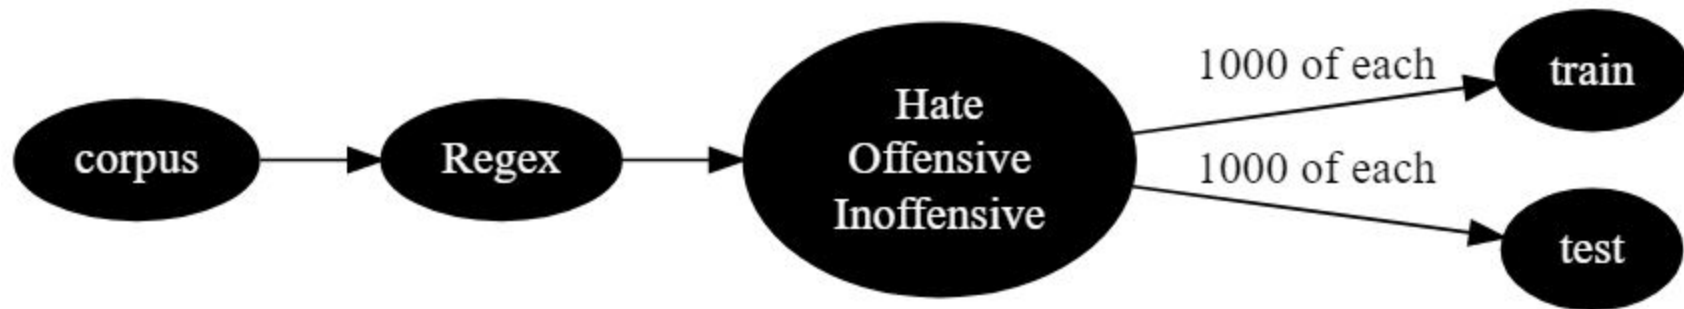 corpus
Regex
Hate
Offensive
Inoffensive
1000 of each
train
1000 of each
test